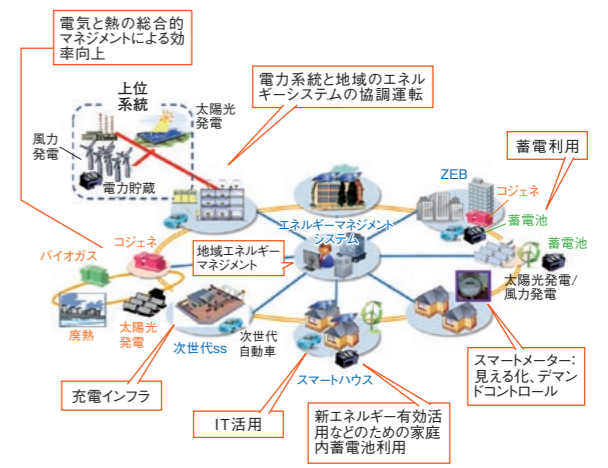 電気と熱の総合的
マネジメントによる効
率向上
上位
系統
太陽光
発電
風力
発電
電力貯蔵
電力系統と地域のエネル
ギーシステムの協調運転
蓄電利用
ZEB
コジェネ
蓄電池
蓄電池
エネルギーマネジメント
システム
地域エネルギー
マネジメント
コジェネ
バイオガス
廃熱
太陽光
発電
次世代ss
次世代
自動車
太陽光発電/
風力発電
スマートハウス
充電インフラ
IT活用
新エネルギー有効活
用などのための家庭
内蓄電池利用
スマートメーター:
見える化、デマン
ドコントロール